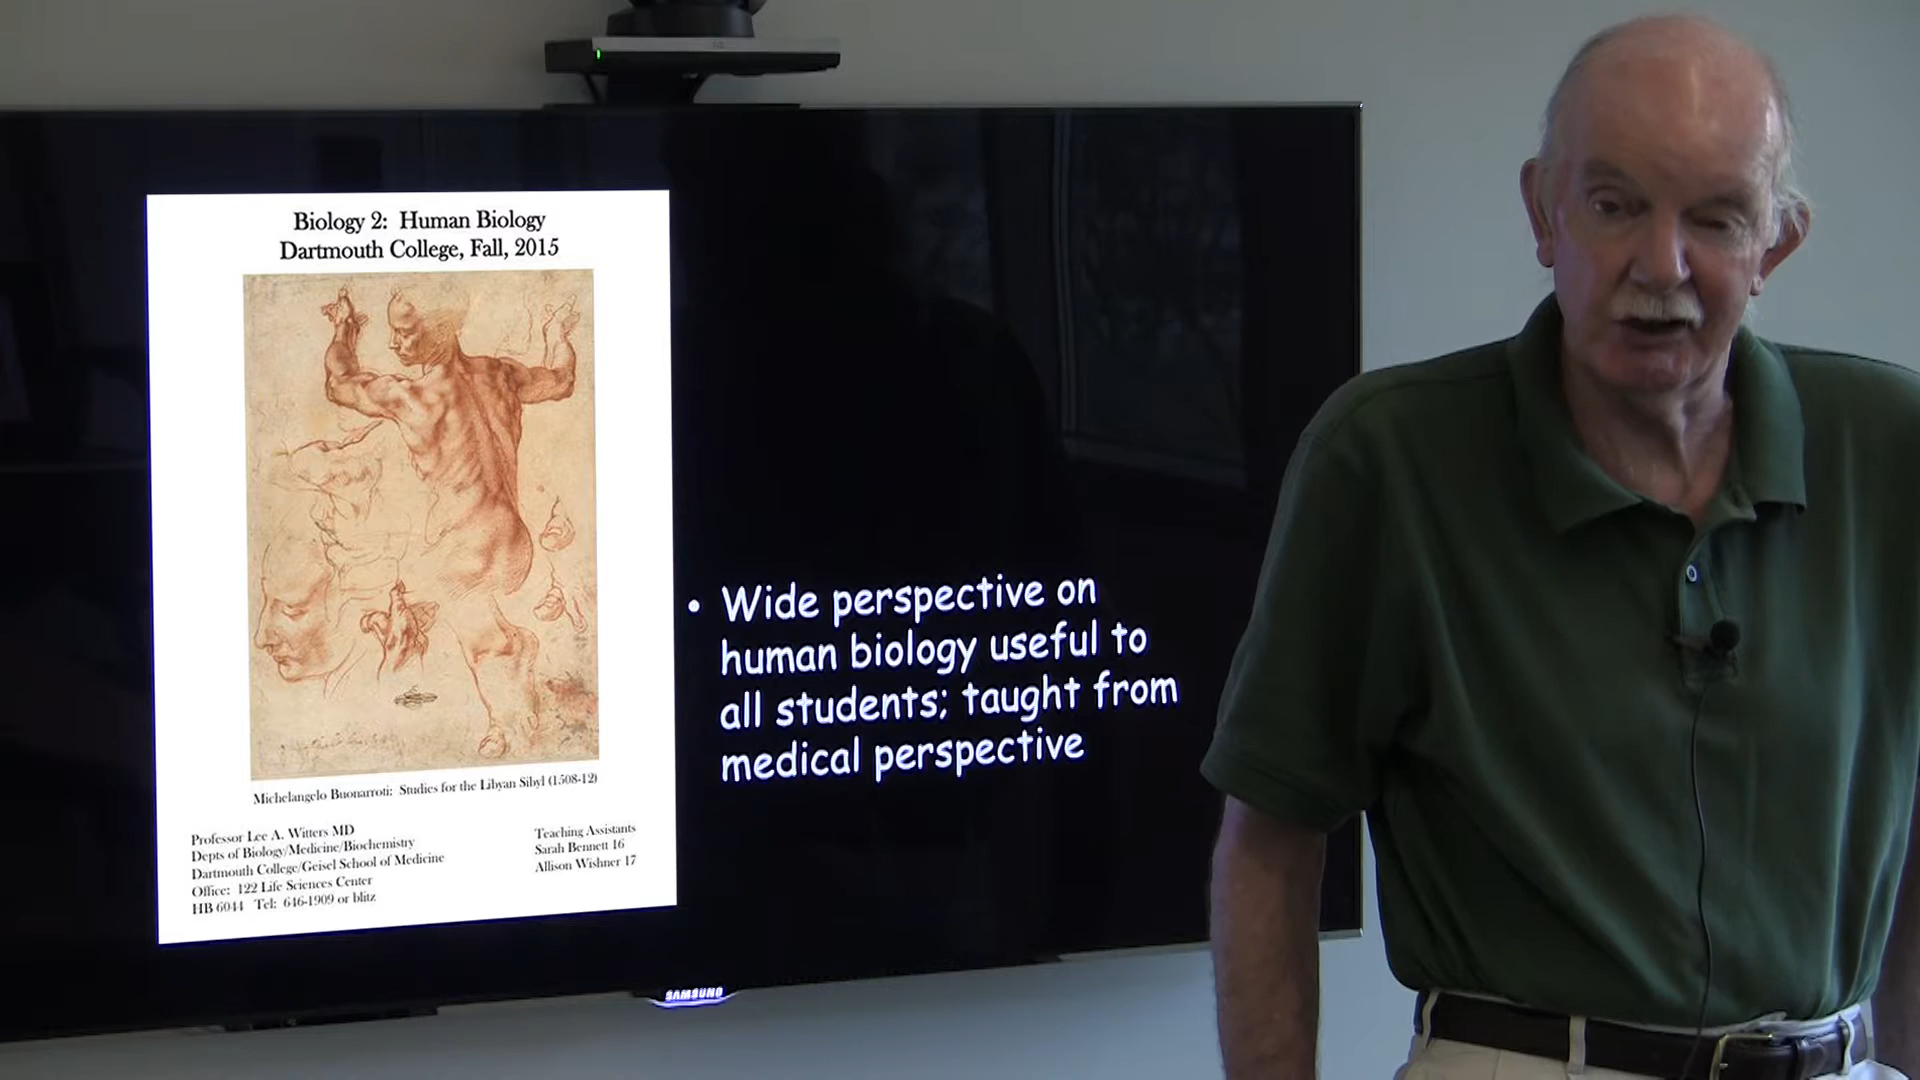 Biology 2: Human Biology
Dartmouth College, Fall, 2015
Michelangelo Buonarroti: Studies for the Libyan Sibyl (1508-12)
Professor Lee A. Witters MD
Depts of Biology/Medicine/Biochemistry
Dartmouth College/Geisel School of Medicine
Office: 122 Life Sciences Center
HB 6044 Tel: 646-1909 or blitz
Teaching Assistants
Sarah Bennett 16
Allison Wishner 17
• Wide perspective on
human biology useful to
all students; taught from
medical perspective
SAMSUNG